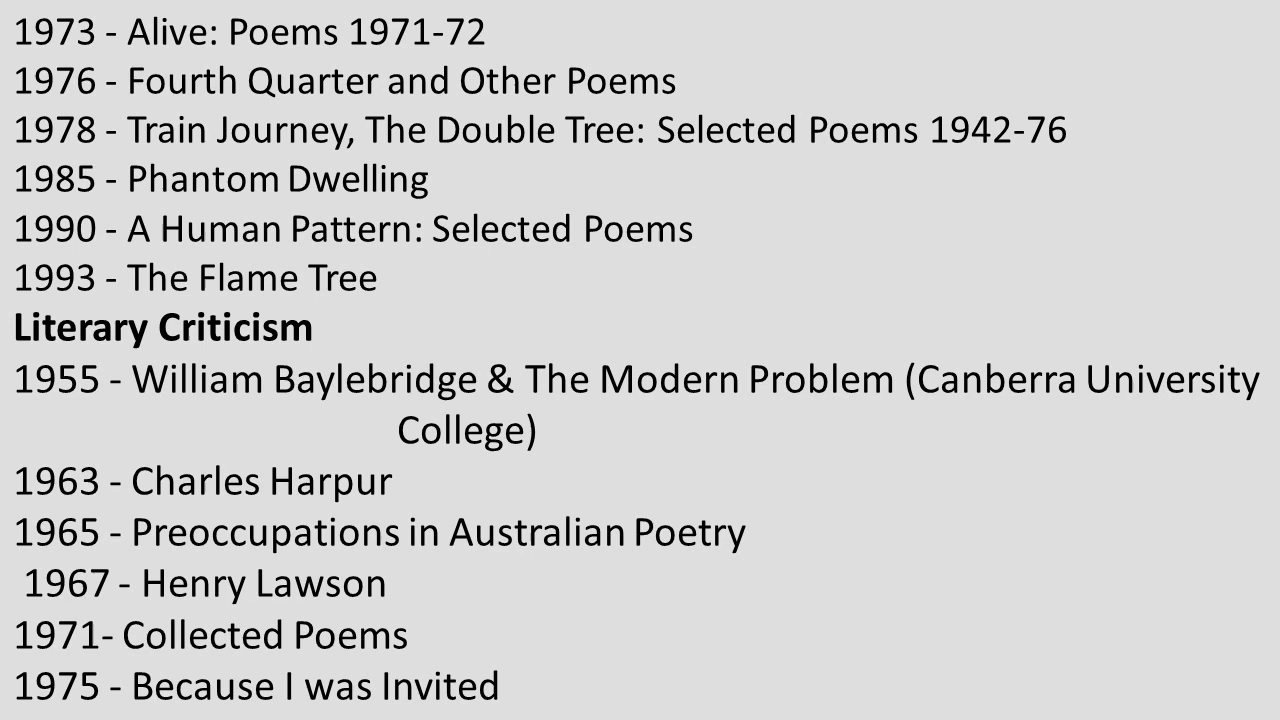 1973 - Alive: Poems 1971-72
1976 - Fourth Quarter and Other Poems
1978 - Train Journey, The Double Tree: Selected Poems 1942-76
1985 - Phantom Dwelling
1990 - A Human Pattern: Selected Poems
1993 - The Flame Tree
Literary Criticism
1955 - William Baylebridge & The Modern Problem (Canberra University
College)
1963 - Charles Harpur
1965 - Preoccupations in Australian Poetry
1967 - Henry Lawson
1971- Collected Poems
1975 - Because I was Invited